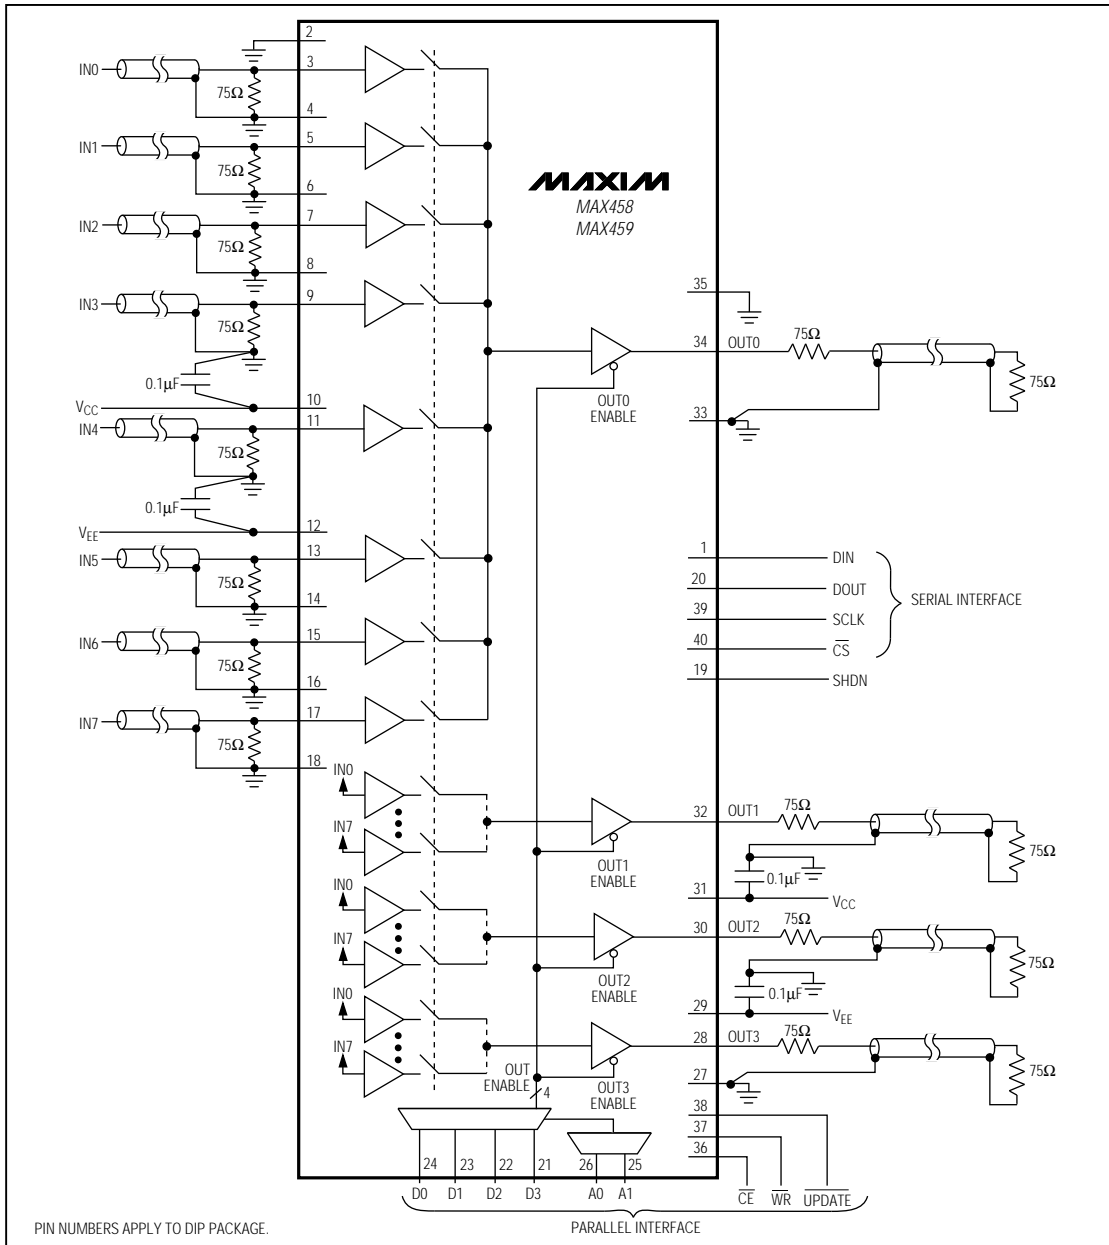 2
IN0
3
75Ω
4
IN1
5
75Ω
6
IN2
7
75Ω
8
IN3
9
75Ω
0.1μF
VCC
10
IN4
11
75Ω
0.1μF
VEE
12
IN5
13
75Ω
14
IN6
15
75Ω
16
IN7
17
75Ω
18
MAXIM
MAX458
MAX459
35
34
OUT0
75Ω
75Ω
OUT0
ENABLE
33
1
DIN
20
DOUT
39
SCLK
40
CS
SERIAL INTERFACE
19
SHDN
IN0
IN7
OUT1
ENABLE
32
OUT1
75Ω
75Ω
0.1μF
31
VCC
IN0
IN7
OUT2
ENABLE
30
OUT2
75Ω
75Ω
0.1μF
29
VEE
IN0
IN7
OUT3
ENABLE
28
OUT3
75Ω
75Ω
27
OUT
ENABLE
4
38
37
36
24
23
22
21
26
25
D0
D1
D2
D3
A0
A1
CE
WR
UPDATE
PARALLEL INTERFACE
PIN NUMBERS APPLY TO DIP PACKAGE.